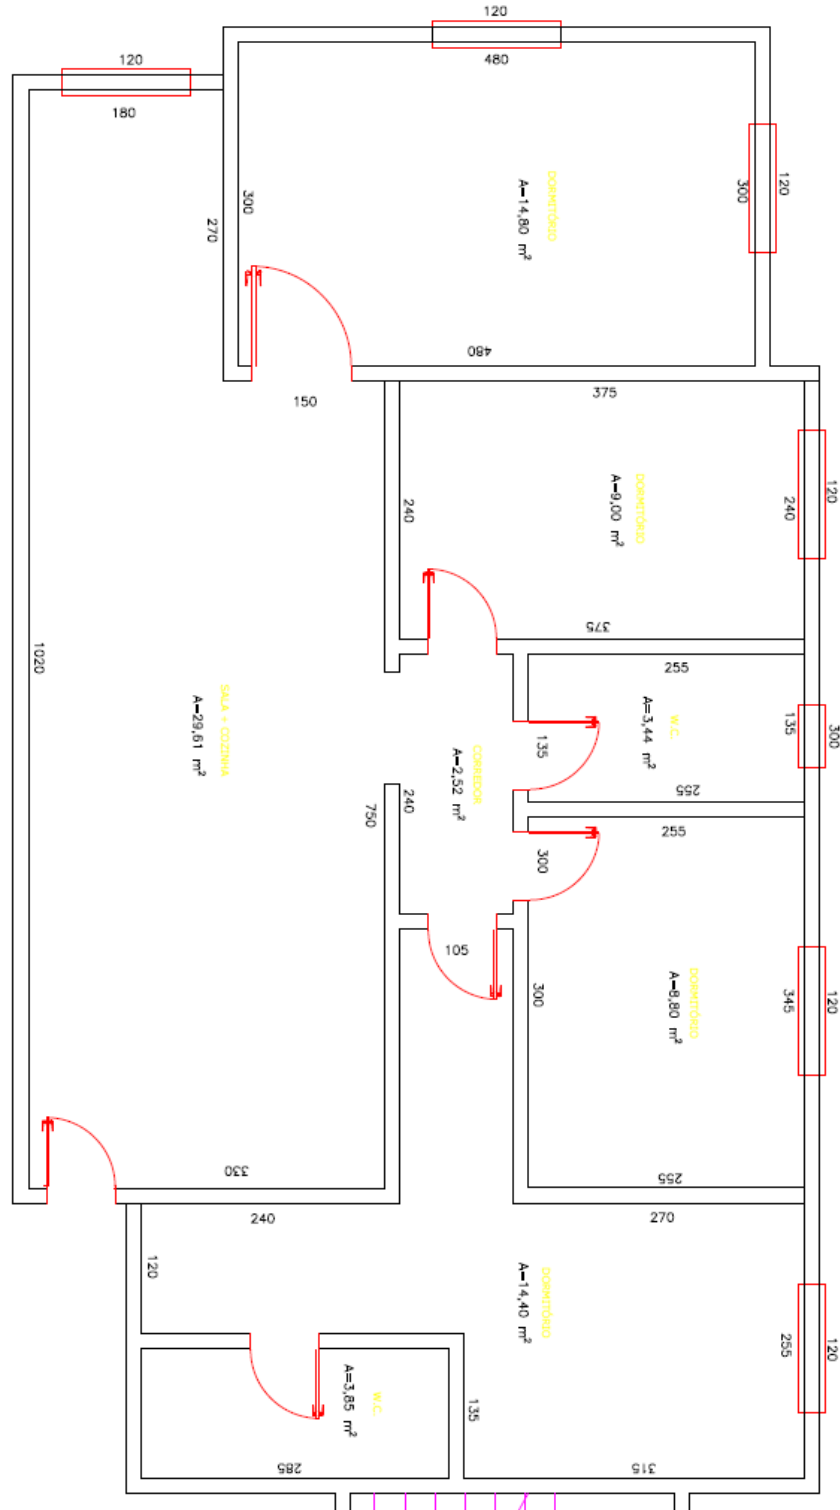 120
480
120
180
300
270
DORMITÓRIO
A=14,80 m²
300
120
480
150
375
240
DORMITÓRIO
A=9,00 m²
240
120
375
1020
SALA + COZINHA
A=29,61 m²
255
W.C.
A=3,44 m²
135
300
135
255
CORREDOR
A=2,52 m²
240
750
255
300
105
300
DORMITÓRIO
A=8,80 m²
345
120
330
255
240
270
120
DORMITÓRIO
A=14,40 m²
255
120
W.C.
A=3,85 m²
135
285
315